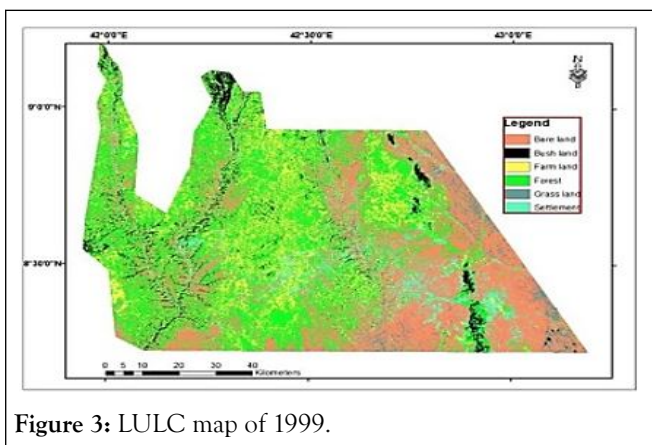 42°0'0"E 42°30'0"E 43°0'0"E
N
9°0'0"N
Legend
Bare land
Bush land
Farm land
Forest
Grass land
Settlement
8°30'0"N
0 5 10 20 30 40
Kilometers
Figure 3: LULC map of 1999.